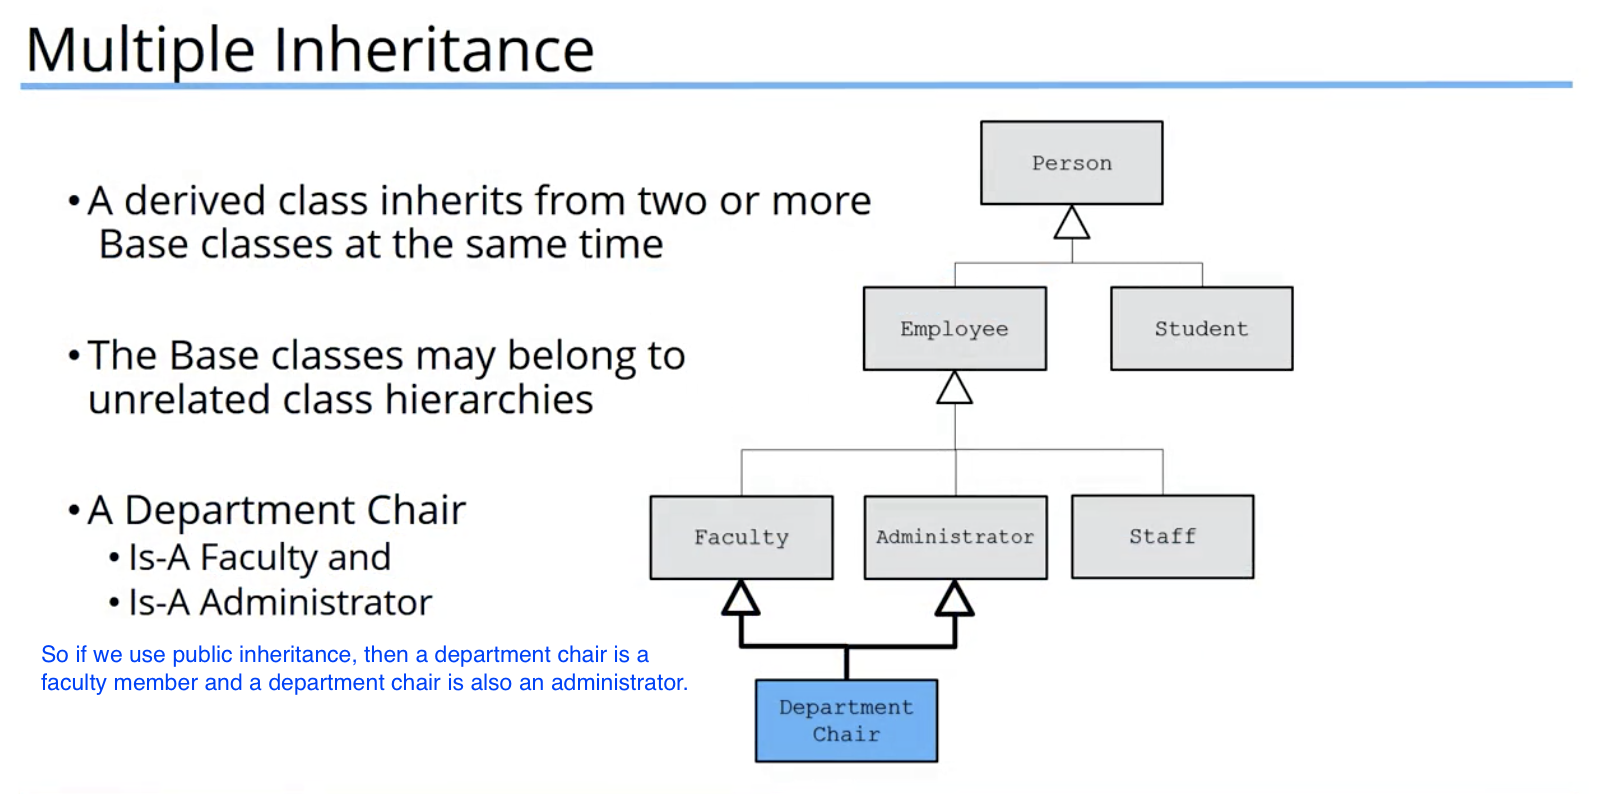 Multiple Inheritance
•A derived class inherits from two or more
Base classes at the same time
•The Base classes may belong to
unrelated class hierarchies
•A Department Chair
•Is-A Faculty and
•Is-A Administrator
So if we use public inheritance, then a department chair is a
faculty member and a department chair is also an administrator.
Person
Employee
Student
Faculty
Administrator
Staff
Department
Chair